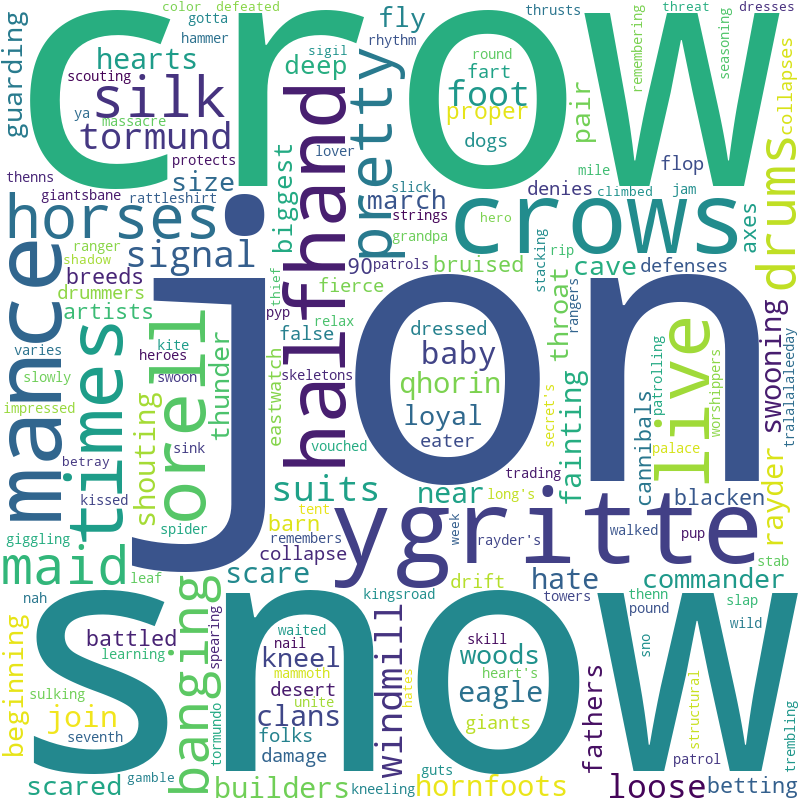 color defeated
thrusts threat dresses
gotta
hammer
crow
guarding
hearts
scouting
silk
ya
massacre
tormund
sigil
deep
rhythm
fly
round
fart
foot
proper
dogs
pair
remembering
seasoning
collapses
thenns
protects
lover
pretty
halfhand
biggest
giantsbane
rattleshirt
size
march
slick
strings
mile
flop
denies
climbed
jam
axes
drums
horses
mance
ranger
shadow
signal
grandpa
hero
crows
90
patrols
bruised
stacking
rip
cave
defenses
breeds
drummers
artists
thief
fierce
throat
rangers
times
varies
heroes
kite
orell
thunder
pyp
false
relax
dressed
baby
jon
live
patrolling
worshippers
swooning
tralalalaleeday
slowly
swoon
skeletons
qhorin
impressed
shouting
eastwatch
loyal
secret's
fainting
cannibals
palace
rayder
betray
sink
vouched
eater
kissed
spider
trading
suits
near
long's
blacken
tent
barn
giggling
remembers
week
rayder's
walked
pup
stab
ygritte
maid
leaf
collapse
scare
drift
hate
towers
thenn
commander
nah
banging
spearing
clans
waited
nail
kneel
mammoth
kingsroad
windmill
skill
woods
heart's
pound
slap
wild
sno
snow
beginning
battled
learning
sulking
join
seventh
desert
unite
hates
eagle
giants
fathers
structural
trembling
folks
damage
tormundo
patrol
scared
gamble
builders
kneeling
guts
hornfoots
loose
betting